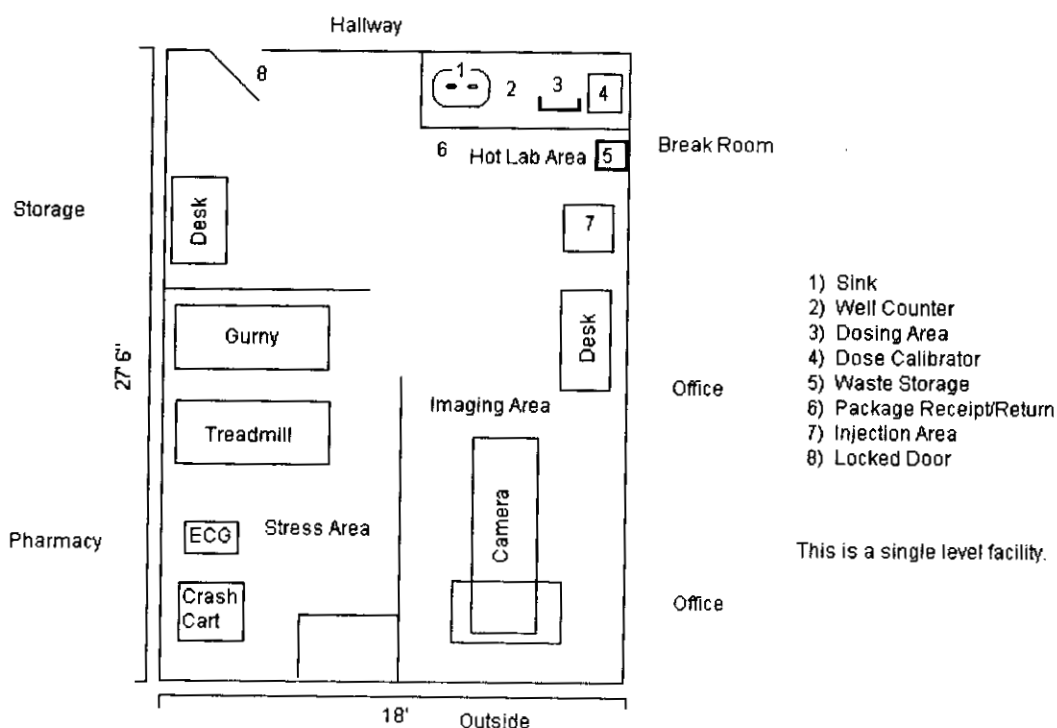 Hallway
8
1
2
3
4
6
Hot Lab Area
5
Break Room
Storage
Desk
7
1) Sink
2) Well Counter
3) Dosing Area
4) Dose Calibrator
5) Waste Storage
6) Package Receipt/Return
7) Injection Area
8) Locked Door
Gurny
Desk
27'6"
Office
Imaging Area
Treadmill
Camera
Pharmacy
ECG
Stress Area
This is a single level facility.
Crash
Cart
Office
18'
Outside